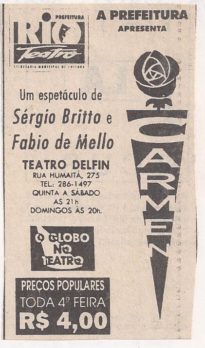 PREFEITURA
RIO
Teatro
SECRETARIA MUNICIPAL DE CULTURA
A PREFEITURA
APRESENTA
Um espetáculo de
Sérgio Britto e
Fabio de Mello
TEATRO DELFIN
RUA HUMAITÁ, 275
TEL.: 286-1497
QUINTA A SÁBADO
ÀS 21h
DOMINGOS ÀS 20h.
CARMEN
O GLOBO
NO
TEATRO
PREÇOS POPULARES
TODA 4ª FEIRA
R$ 4,00